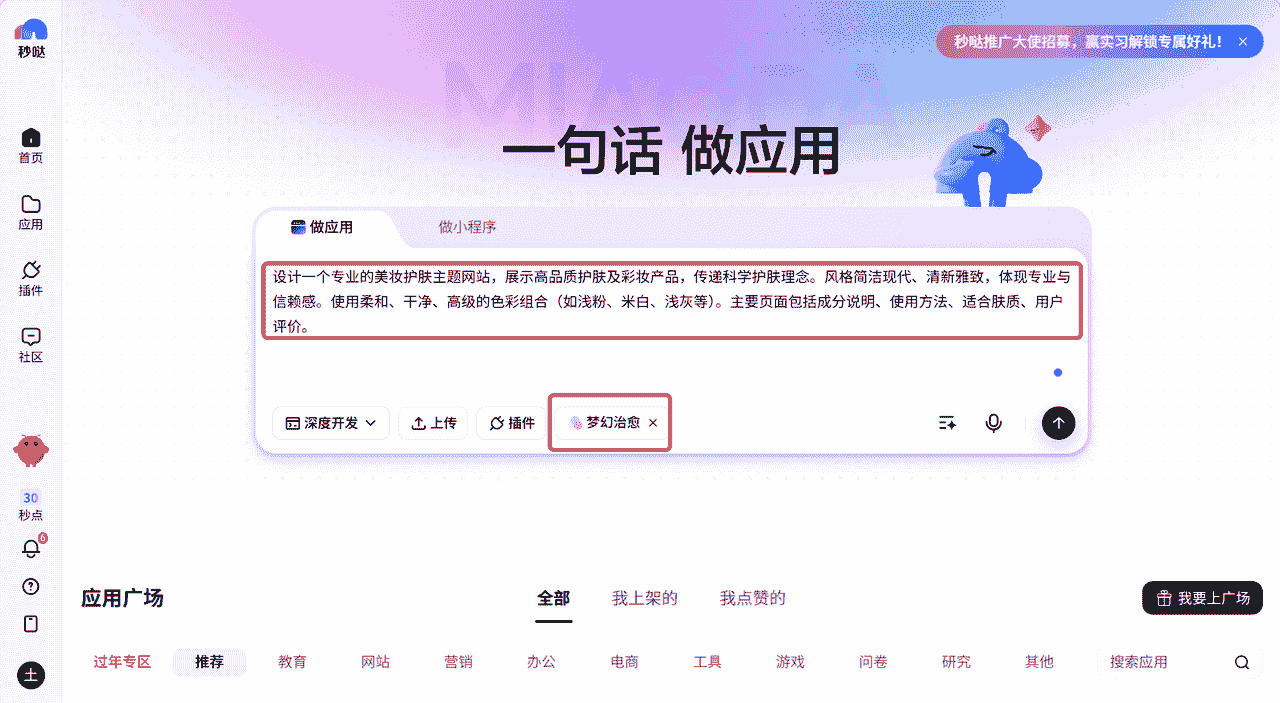 秒哒
秒哒推广大使招募，赢实习解锁专属好礼！
首页
应用
插件
社区
30
秒点
6
土
一句话 做应用
做应用
做小程序
设计一个专业的美妆护肤主题网站，展示高品质护肤及彩妆产品，传递科学护肤理念。风格简洁现代、清新雅致，体现专业与
信赖感。使用柔和、干净、高级的色彩组合（如浅粉、米白、浅灰等）。主要页面包括成分说明、使用方法、适合肤质、用户
评价。
深度开发
上传
插件
梦幻治愈
应用广场
全部
我上架的
我点赞的
我要上广场
过年专区
推荐
教育
网站
营销
办公
电商
工具
游戏
问卷
研究
其他
搜索应用